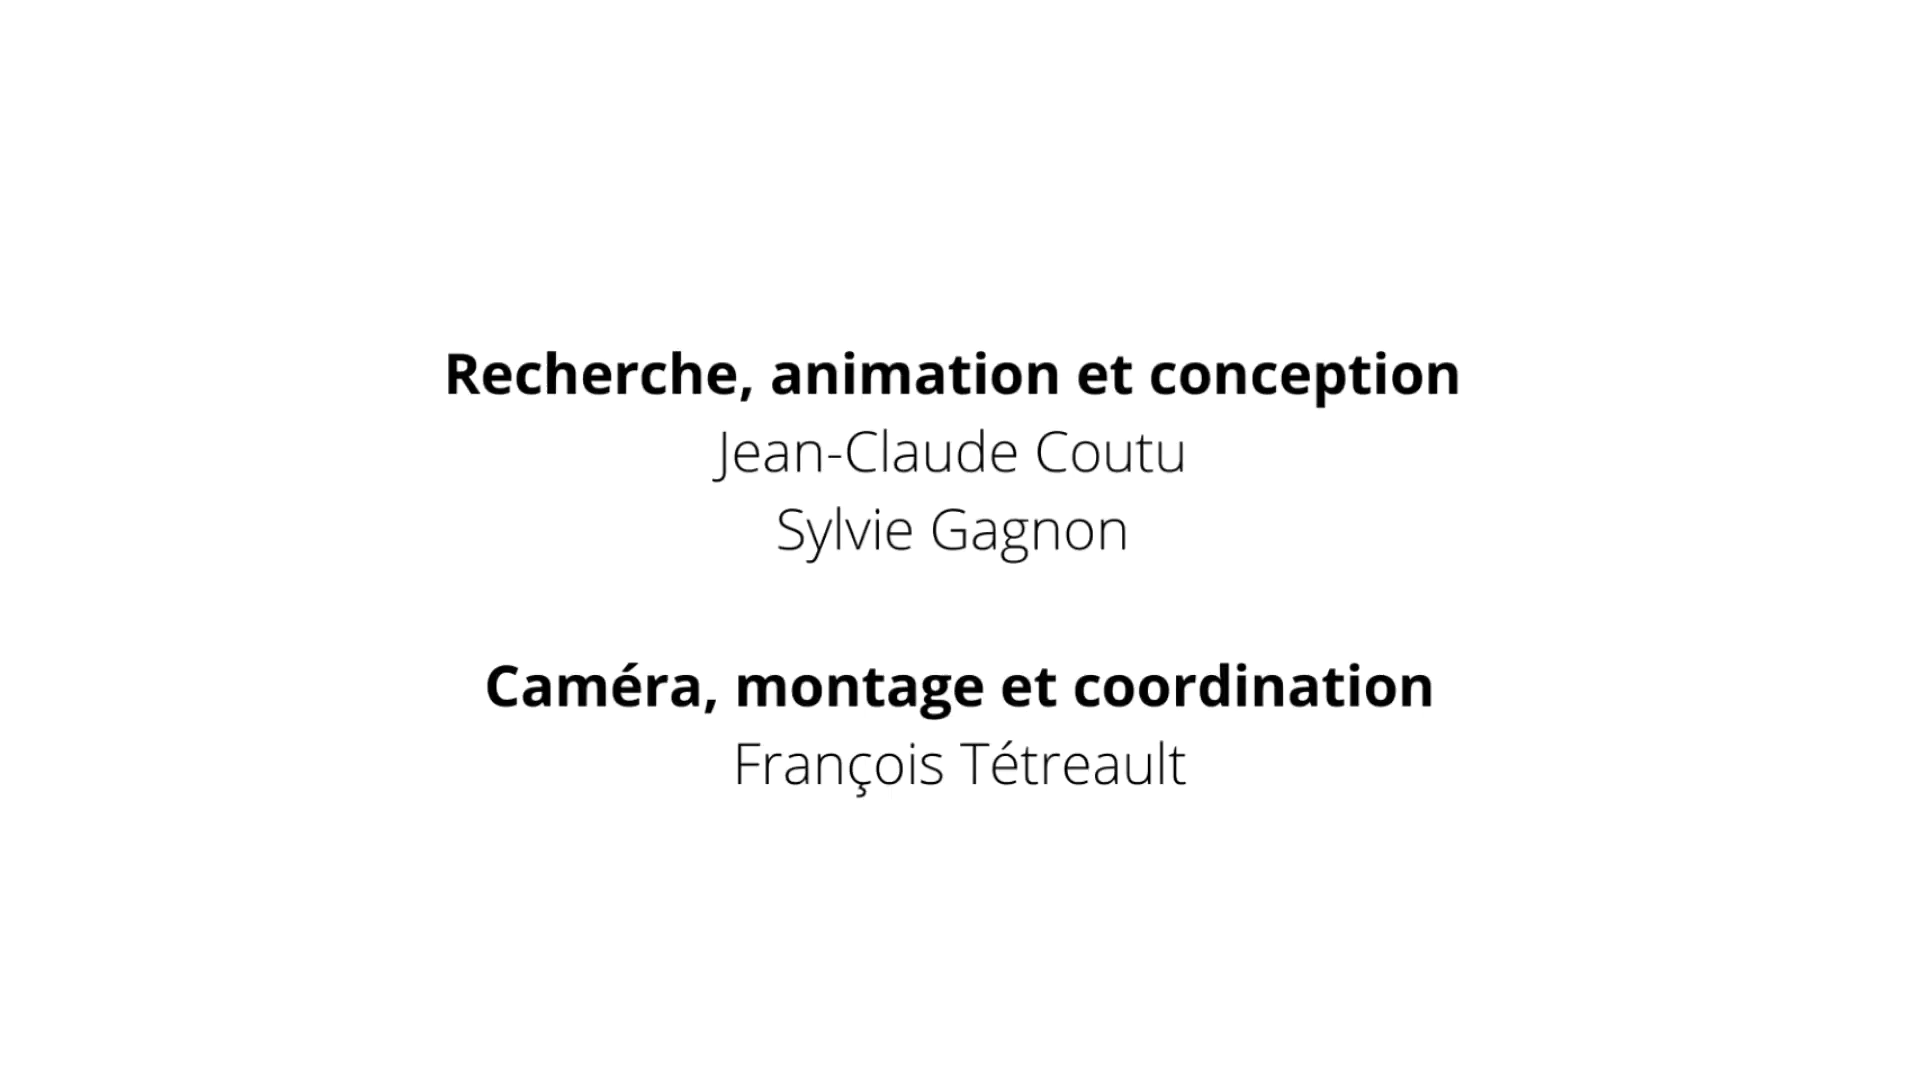 Recherche, animation et conception
Jean-Claude Coutu
Sylvie Gagnon
Caméra, montage et coordination
François Tétreault